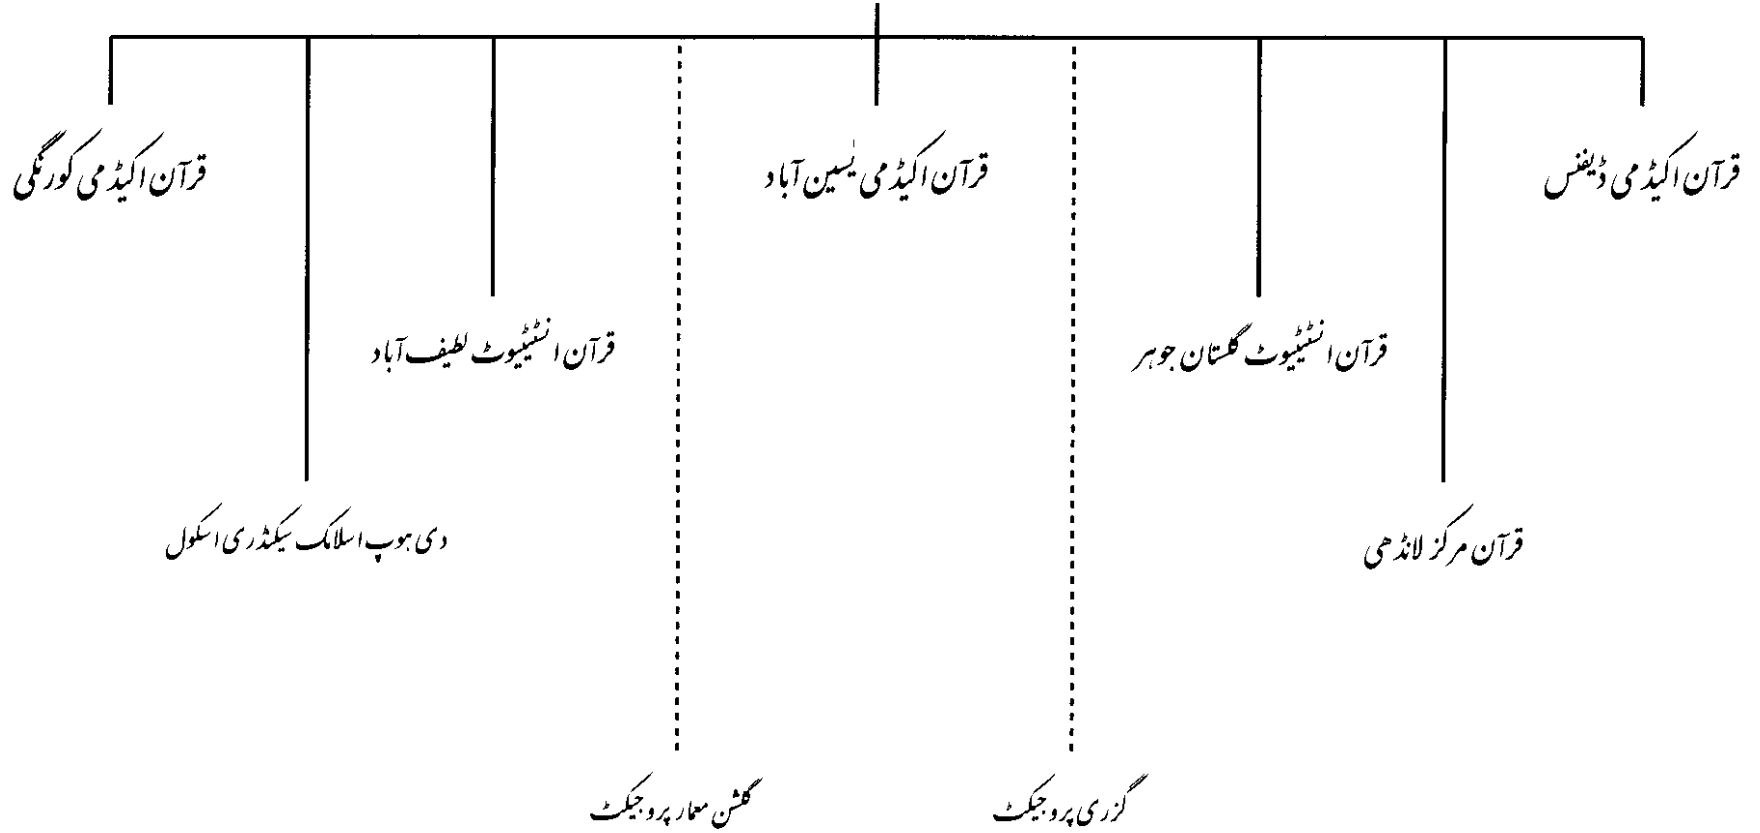 قرآن اکیڈمی ڈیفنس
قرآن اکیڈمی یٰسین آباد
قرآن اکیڈمی کورنگی
قرآن انسٹیٹیوٹ گلستان جوہر
قرآن انسٹیٹیوٹ لطیف آباد
قرآن مرکز لانڈھی
دی ہوپ اسلامک سیکنڈری اسکول
گزری پروجیکٹ
گلشن معمار پروجیکٹ